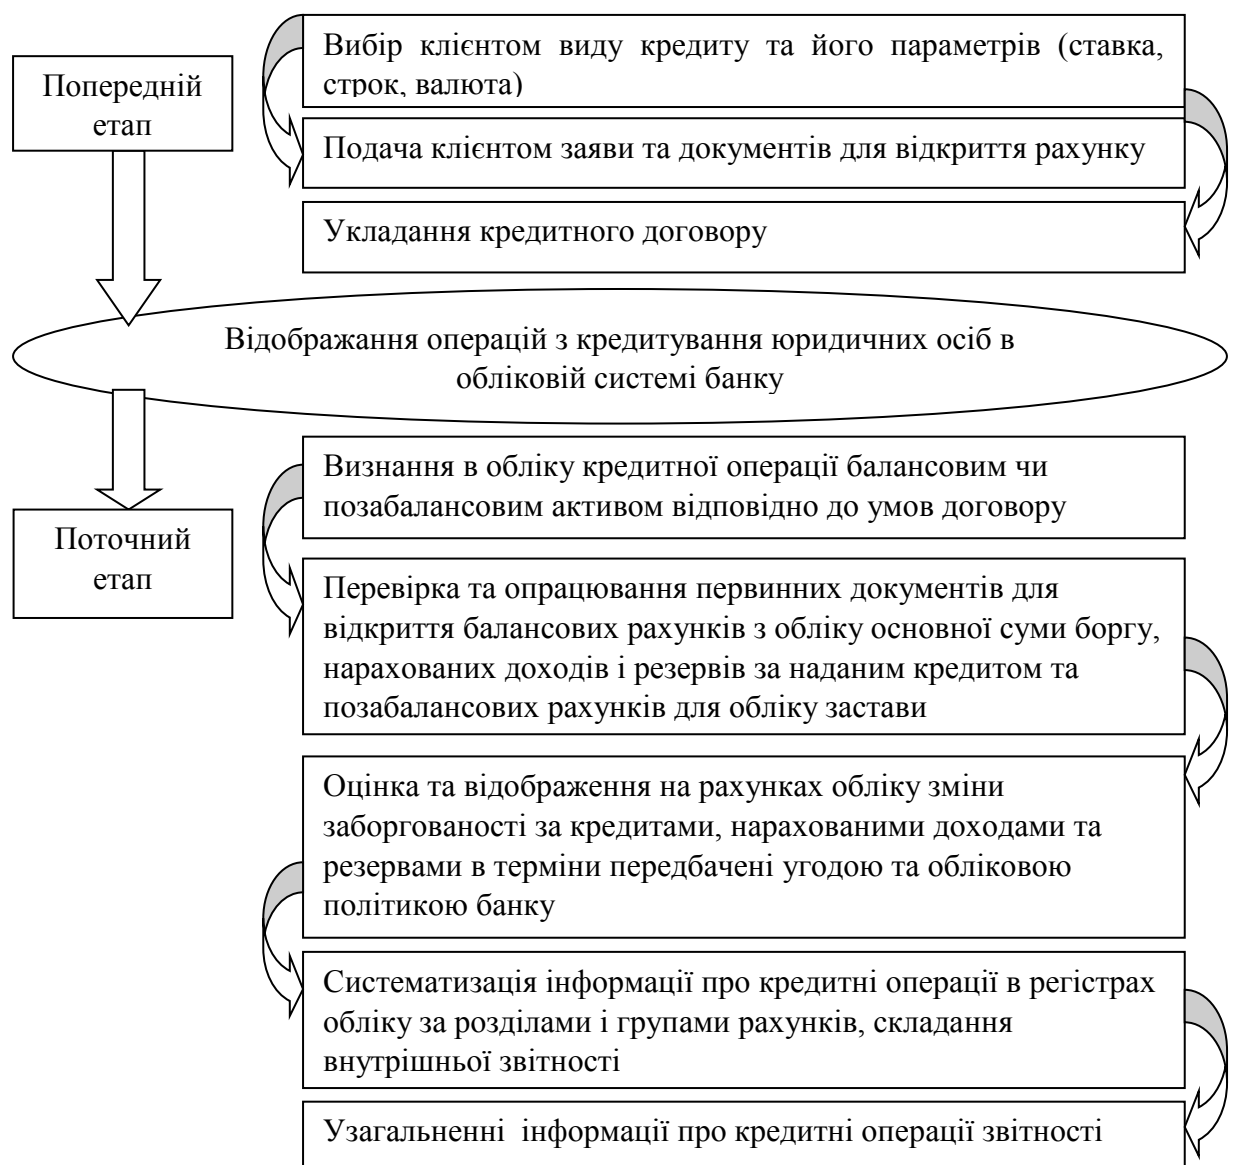 Вибір клієнтом виду кредиту та його параметрів (ставка,
строк, валюта)
Попередній
етап
Подача клієнтом заяви та документів для відкриття рахунку
Укладання кредитного договору
Відображання операцій з кредитування юридичних осіб в
обліковій системі банку
Визнання в обліку кредитної операції балансовим чи
позабалансовим активом відповідно до умов договору
Поточний
етап
Перевірка та опрацювання первинних документів для
відкриття балансових рахунків з обліку основної суми боргу,
нарахованих доходів і резервів за наданим кредитом та
позабалансових рахунків для обліку застави
Оцінка та відображення на рахунках обліку зміни
заборгованості за кредитами, нарахованими доходами та
резервами в терміни передбачені угодою та обліковою
політикою банку
Систематизація інформації про кредитні операції в регістрах
обліку за розділами і групами рахунків, складання
внутрішньої звітності
Узагальненні  інформації про кредитні операції звітності